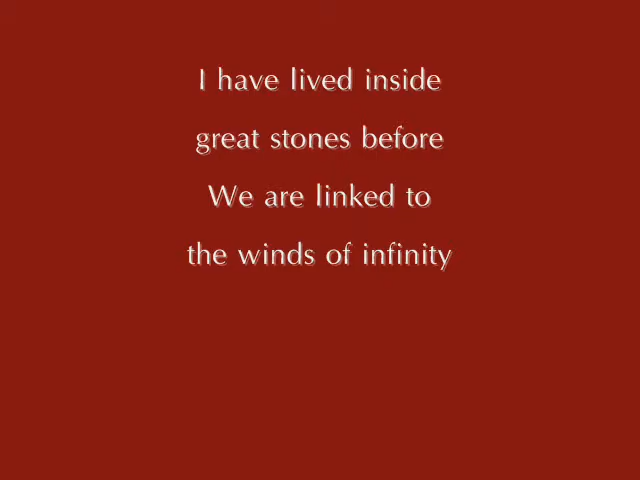 I have lived inside
great stones before
We are linked to
the winds of infinity